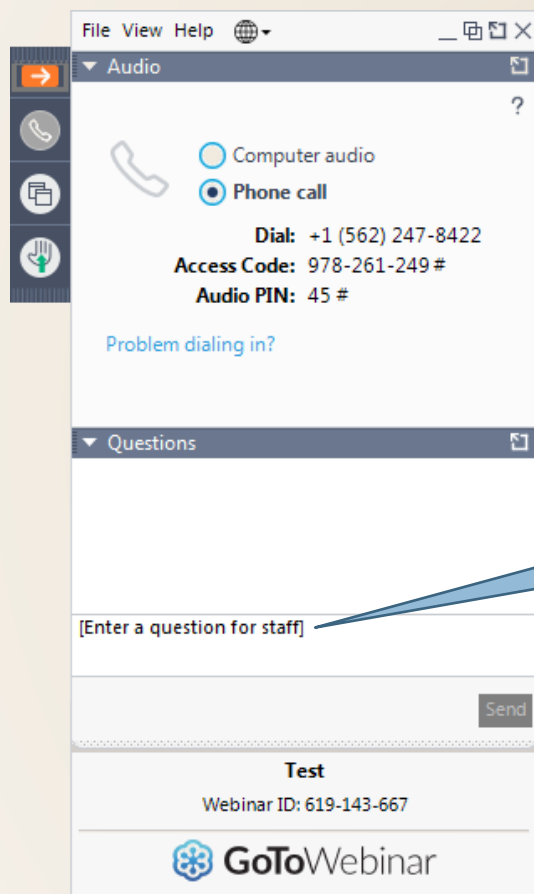 File View Help
Audio
?
Computer audio
Phone call
Dial: +1 (562) 247-8422
Access Code: 978-261-249 #
Audio PIN: 45 #
Problem dialing in?
Questions
[Enter a question for staff]
Send
Test
Webinar ID: 619-143-667
GoToWebinar